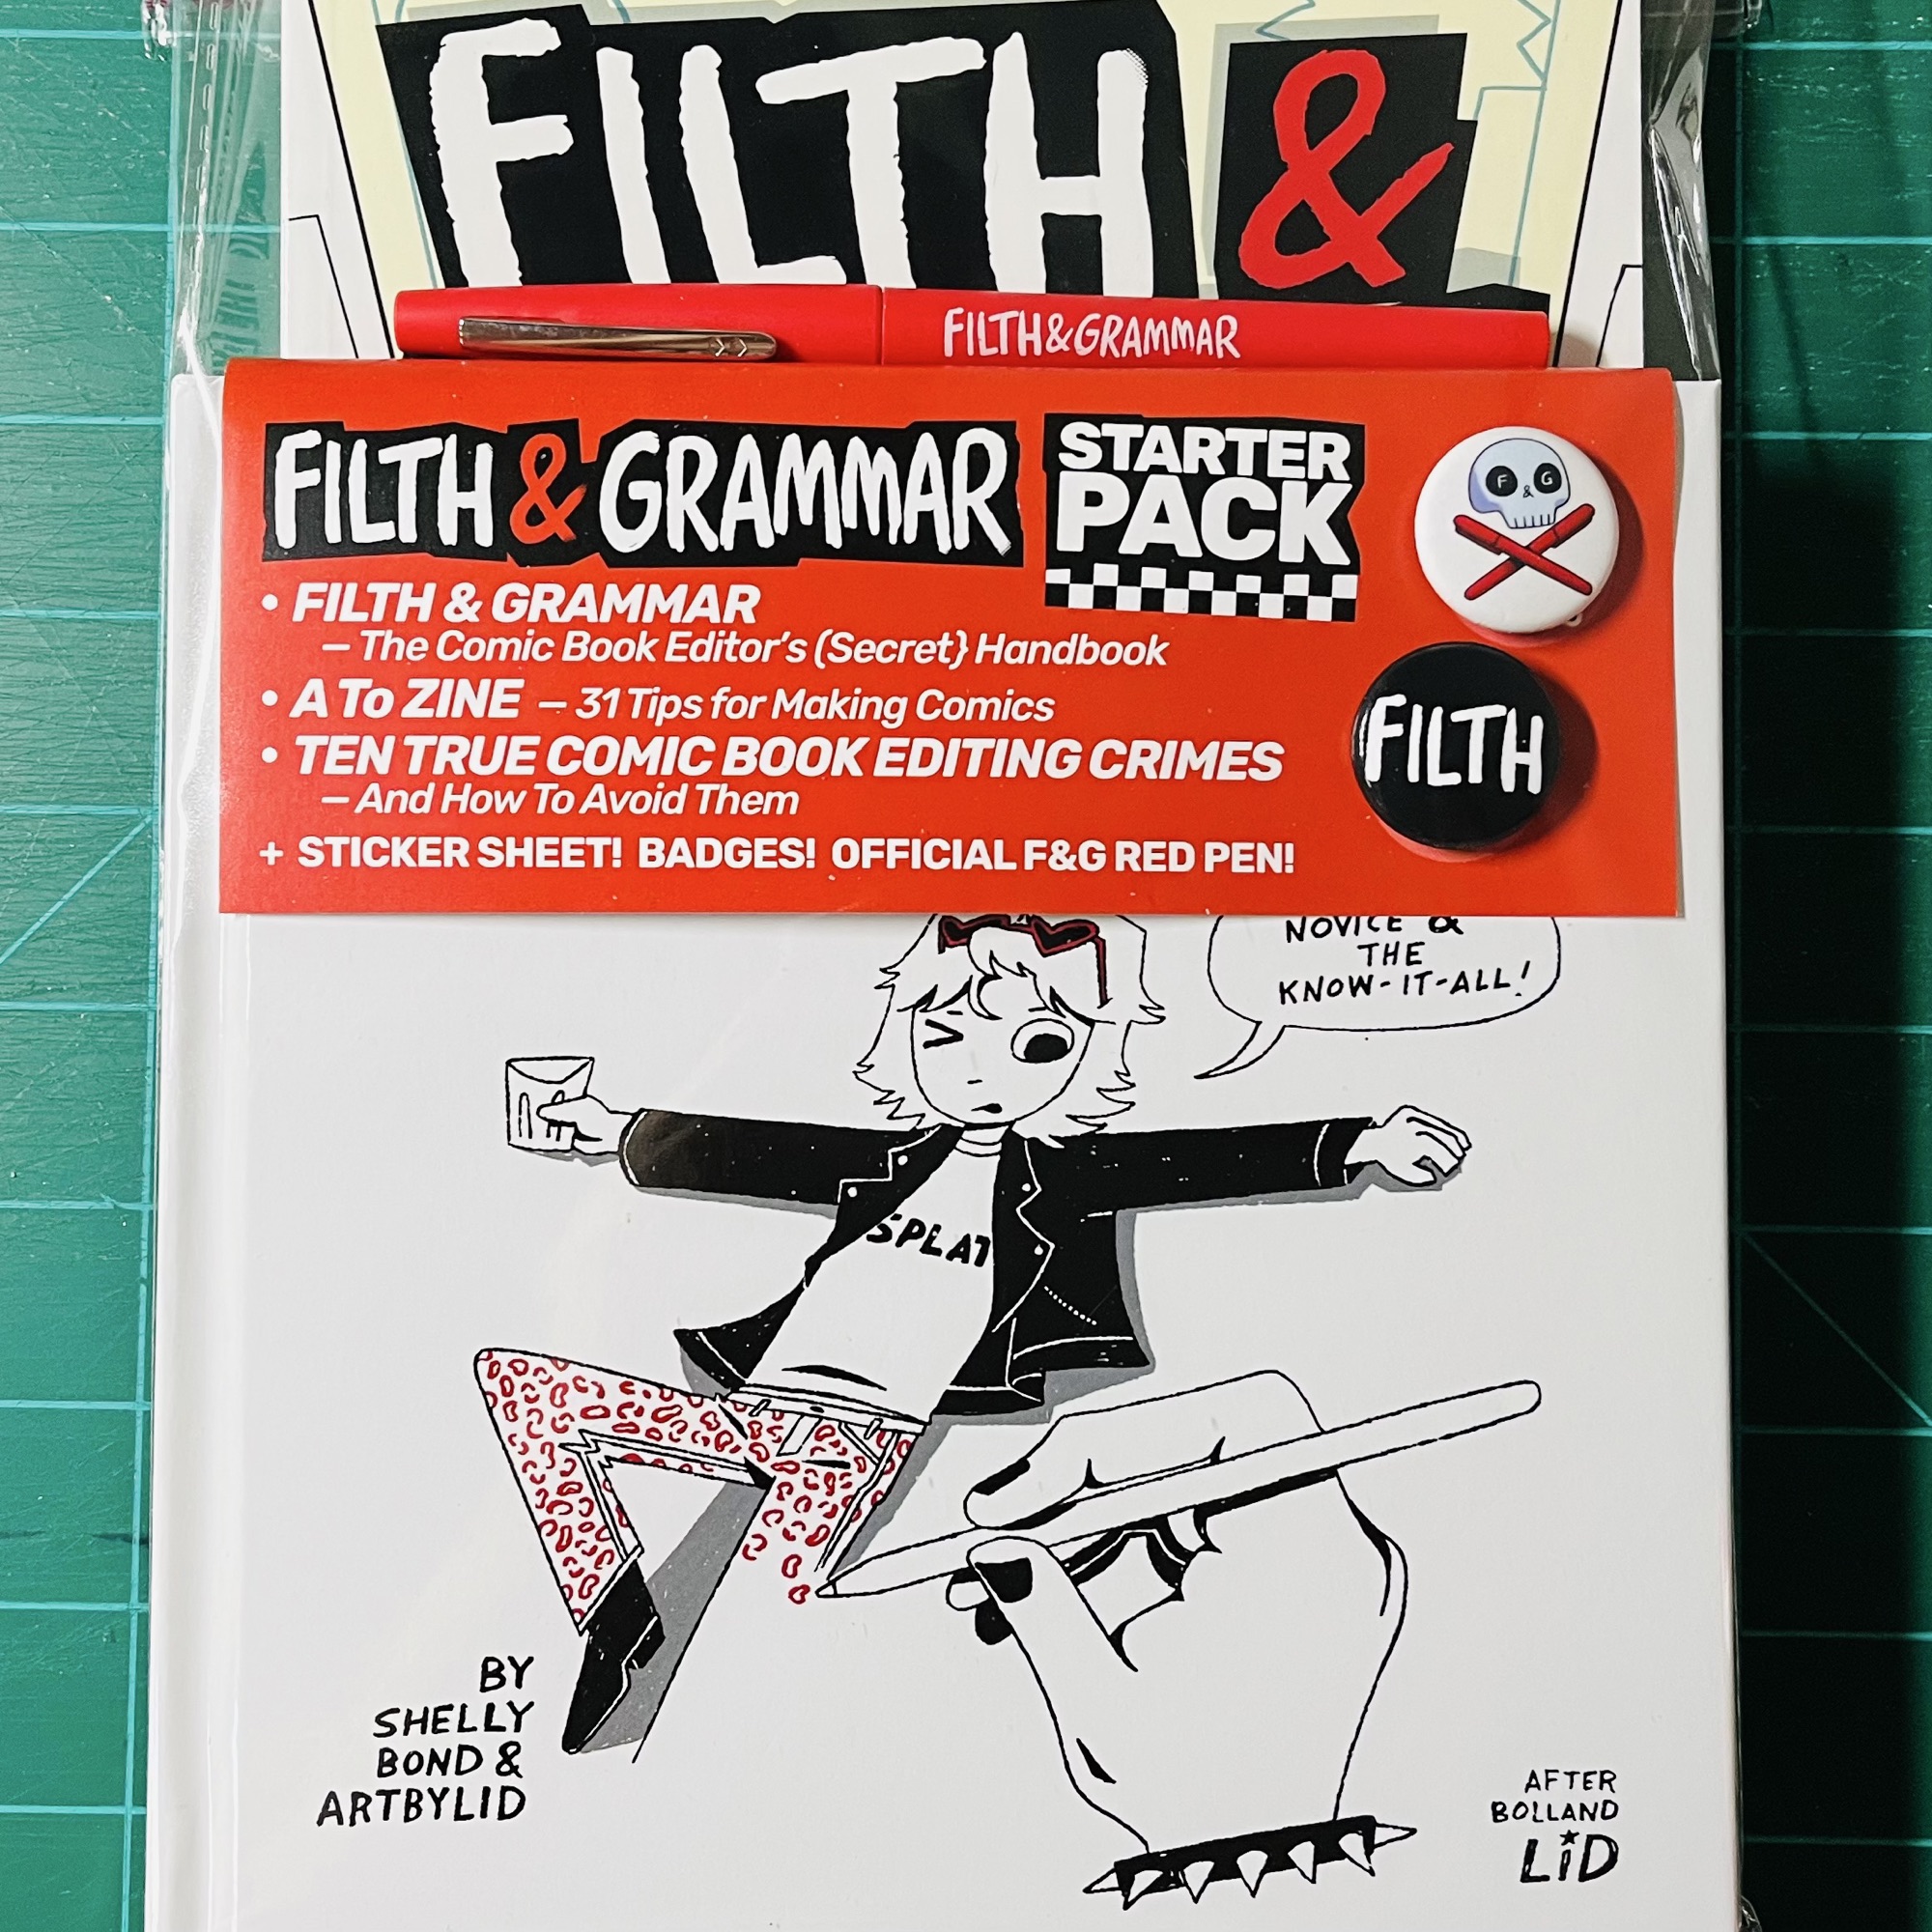 FILTH &
FILTH&GRAMMAR
FILTH & GRAMMAR
STARTER
PACK
F & G
• FILTH & GRAMMAR
– The Comic Book Editor's (Secret} Handbook
• A To ZINE – 31 Tips for Making Comics
• TEN TRUE COMIC BOOK EDITING CRIMES
– And How To Avoid Them
+ STICKER SHEET! BADGES! OFFICIAL F&G RED PEN!
FILTH
NOVICE &
THE
KNOW-IT-ALL!
SPLAT
BY
SHELLY
BOND &
ARTBYLID
AFTER
BOLLAND
LiD